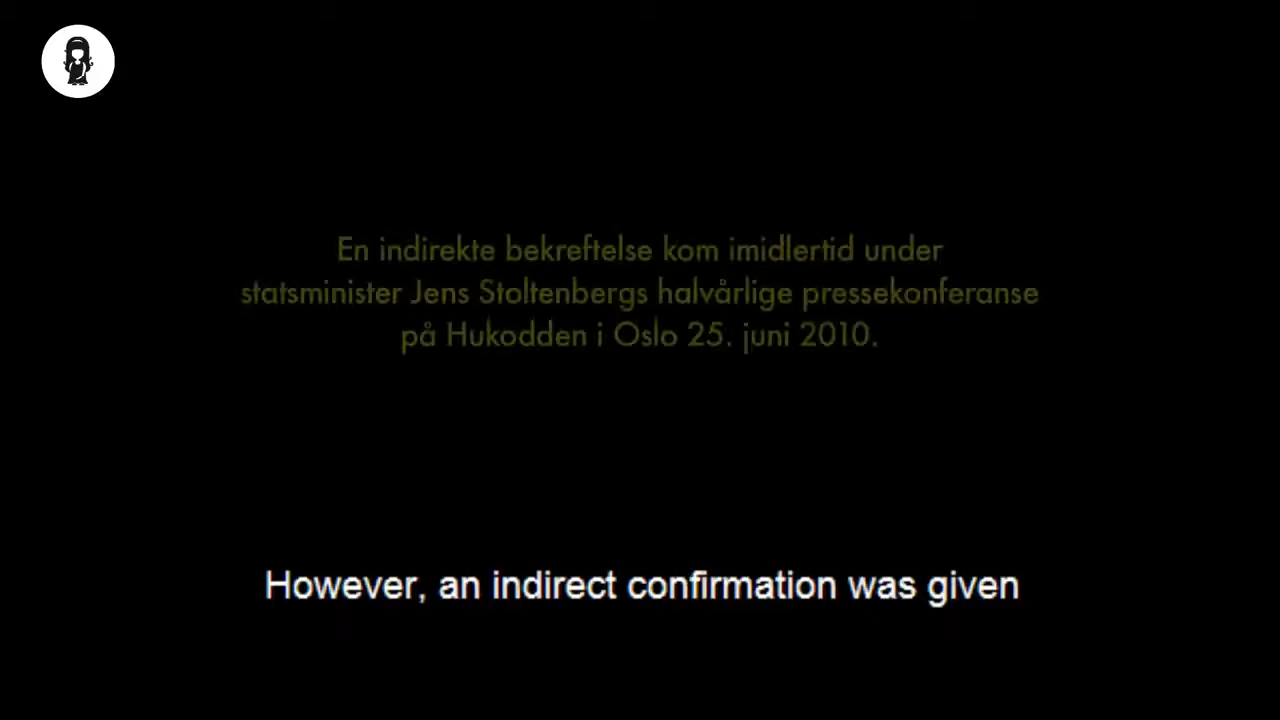 En indirekte bekreftelse kom imidlertid under
statsminister Jens Stoltenbergs halvårlige pressekonferanse
på Hukodden i Oslo 25. juni 2010.
However, an indirect confirmation was given